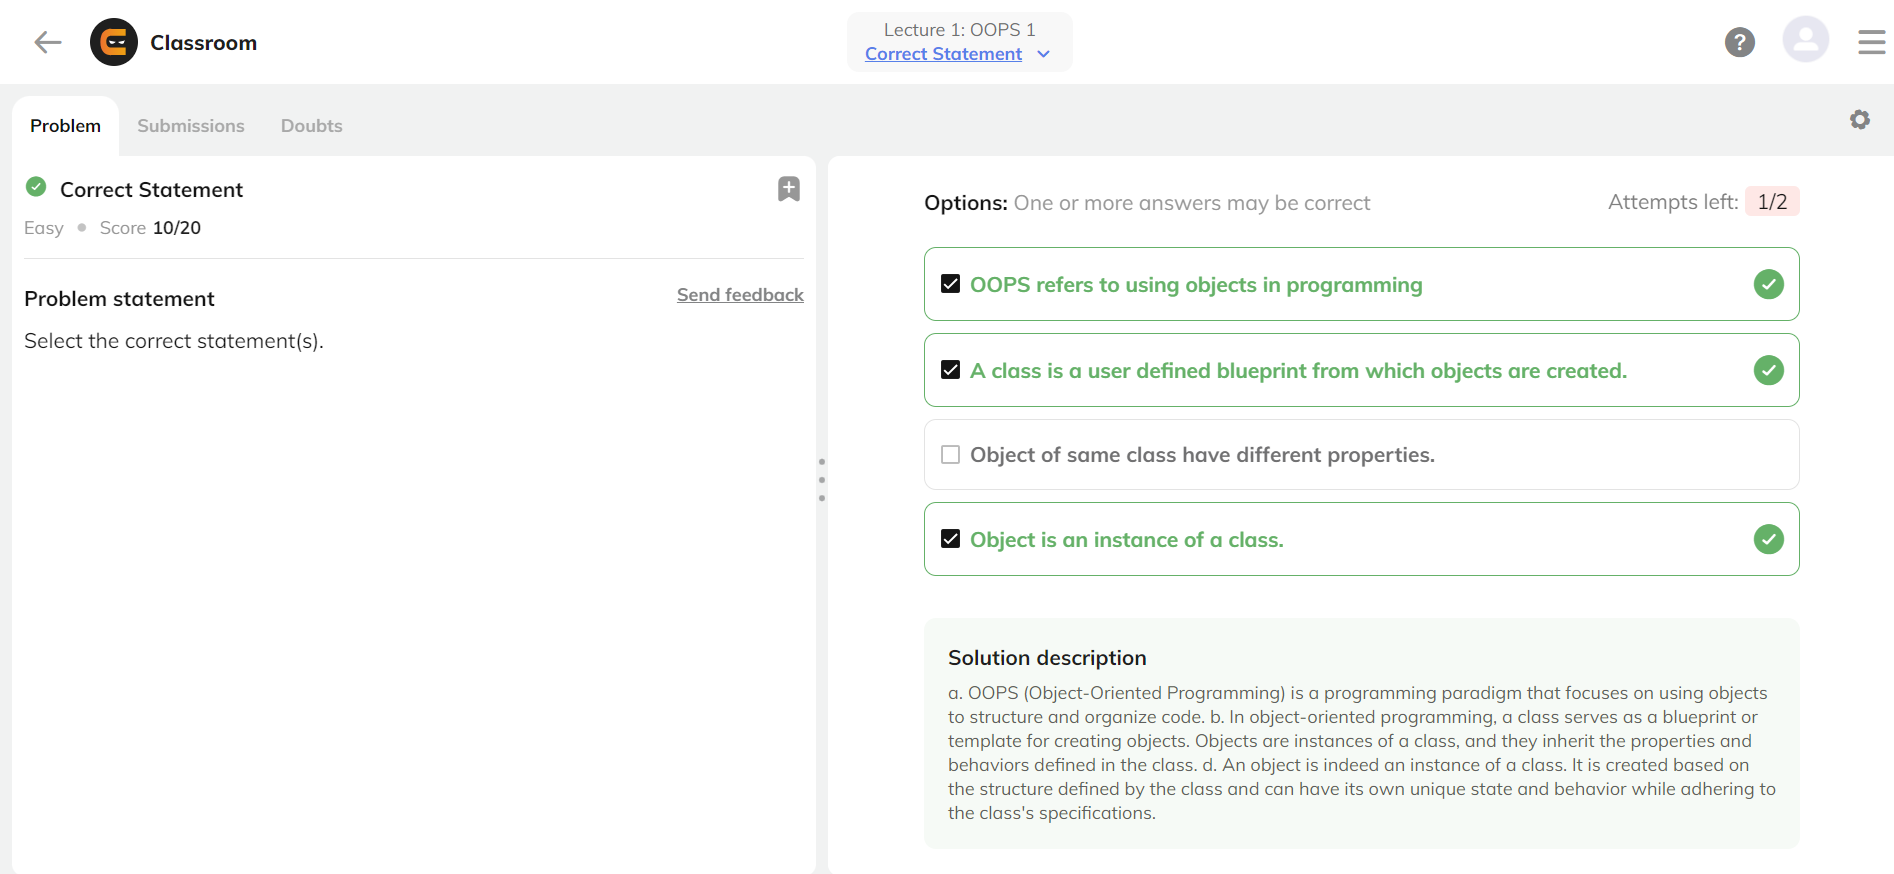 Classroom
Lecture 1: OOPS 1
Correct Statement
?
Problem
Submissions
Doubts
Correct Statement
Easy
Score 10/20
Problem statement
Send feedback
Select the correct statement(s).
Options: One or more answers may be correct
Attempts left: 1/2
OOPS refers to using objects in programming
A class is a user defined blueprint from which objects are created.
Object of same class have different properties.
Object is an instance of a class.
Solution description
a. OOPS (Object-Oriented Programming) is a programming paradigm that focuses on using objects
to structure and organize code. b. In object-oriented programming, a class serves as a blueprint or
template for creating objects. Objects are instances of a class, and they inherit the properties and
behaviors defined in the class. d. An object is indeed an instance of a class. It is created based on
the structure defined by the class and can have its own unique state and behavior while adhering to
the class's specifications.